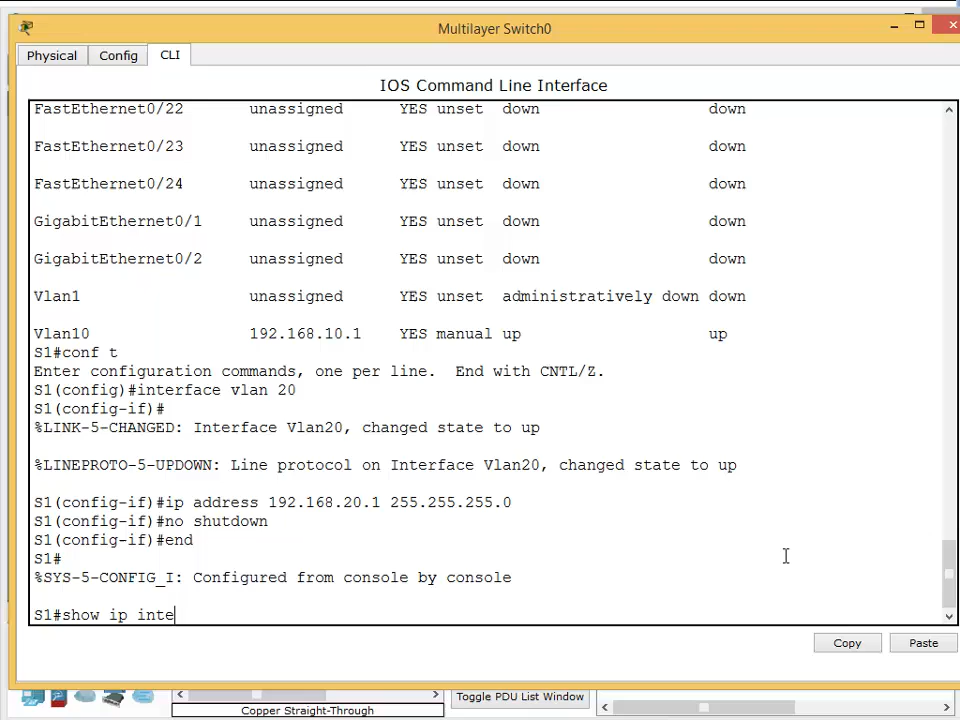 Multilayer Switch0
Physical Config CLI
IOS Command Line Interface
FastEthernet0/22 unassigned YES unset down down
FastEthernet0/23 unassigned YES unset down down
FastEthernet0/24 unassigned YES unset down down
GigabitEthernet0/1 unassigned YES unset down down
GigabitEthernet0/2 unassigned YES unset down down
Vlan1 unassigned YES unset administratively down down
Vlan10 192.168.10.1 YES manual up up
S1#conf t
Enter configuration commands, one per line. End with CNTL/Z.
S1(config)#interface vlan 20
S1(config-if)#
%LINK-5-CHANGED: Interface Vlan20, changed state to up
%LINEPROTO-5-UPDOWN: Line protocol on Interface Vlan20, changed state to up
S1(config-if)#ip address 192.168.20.1 255.255.255.0
S1(config-if)#no shutdown
S1(config-if)#end
S1#
%SYS-5-CONFIG_I: Configured from console by console
S1#show ip inte
Copy Paste
Toggle PDU List Window
Copper Straight-Through